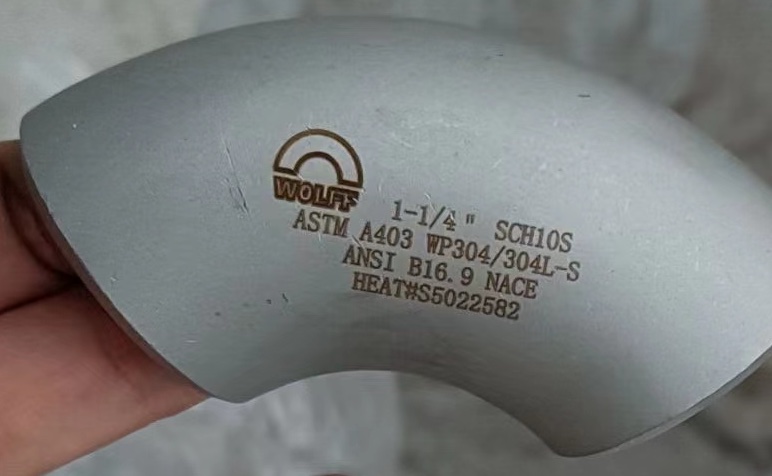 WOLFF
1-1/4" SCH10S
ASTM A403 WP304/304L-S
ANSI B16.9 NACE
HEAT#S5022582